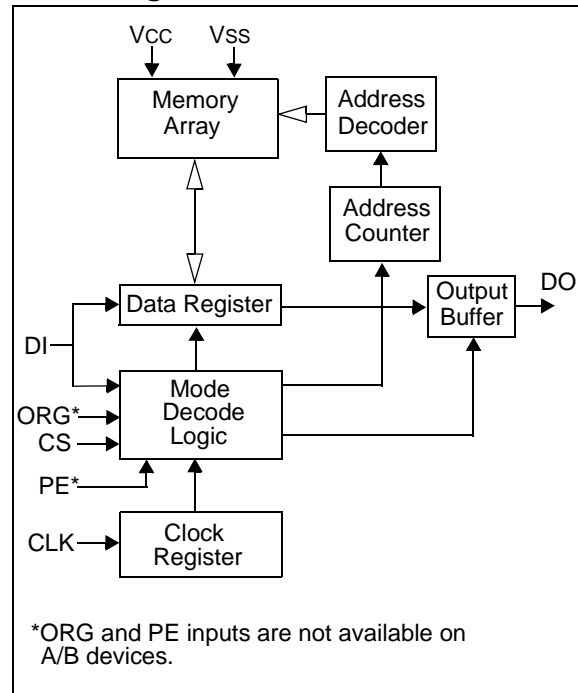 VCC
VSS
Memory
Array
Address
Decoder
Address
Counter
Data Register
Output
Buffer
DO
DI
Mode
Decode
Logic
ORG*
CS
PE*
CLK
Clock
Register
*ORG and PE inputs are not available on
A/B devices.